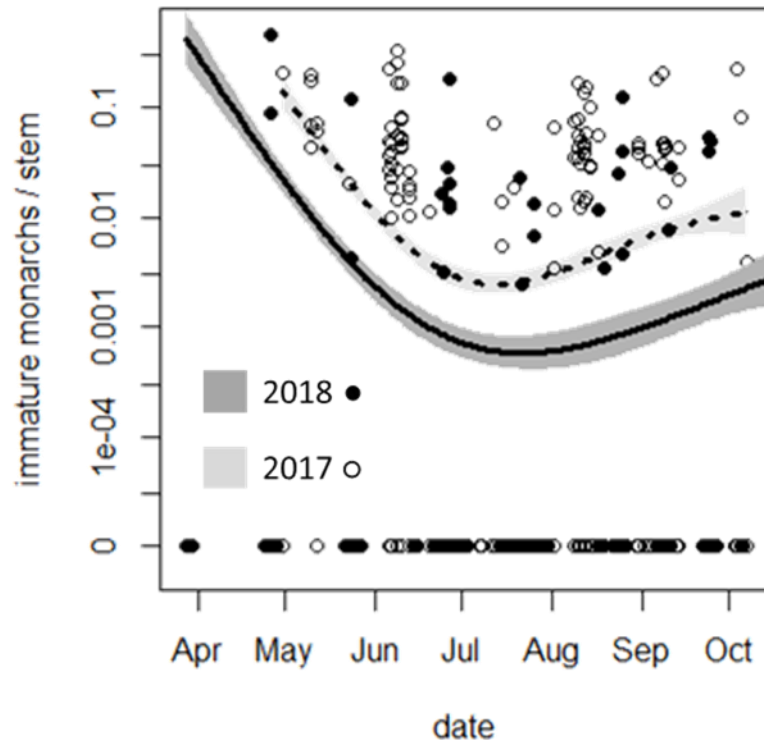 immature monarchs / stem
0.1
0.01
0.001
1e-04
0
2018
2017
Apr May Jun Jul Aug Sep Oct
date